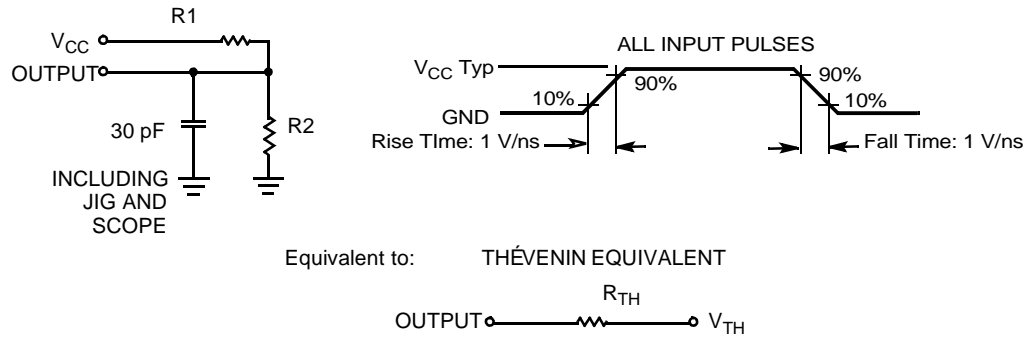 R1
VCC
OUTPUT
30 pF
R2
INCLUDING
JIG AND
SCOPE
ALL INPUT PULSES
VCC Typ
GND
10%
90%
90%
10%
Rise TIme: 1 V/ns
Fall Time: 1 V/ns
Equivalent to: THÉVENIN EQUIVALENT
RTH
OUTPUT
VTH